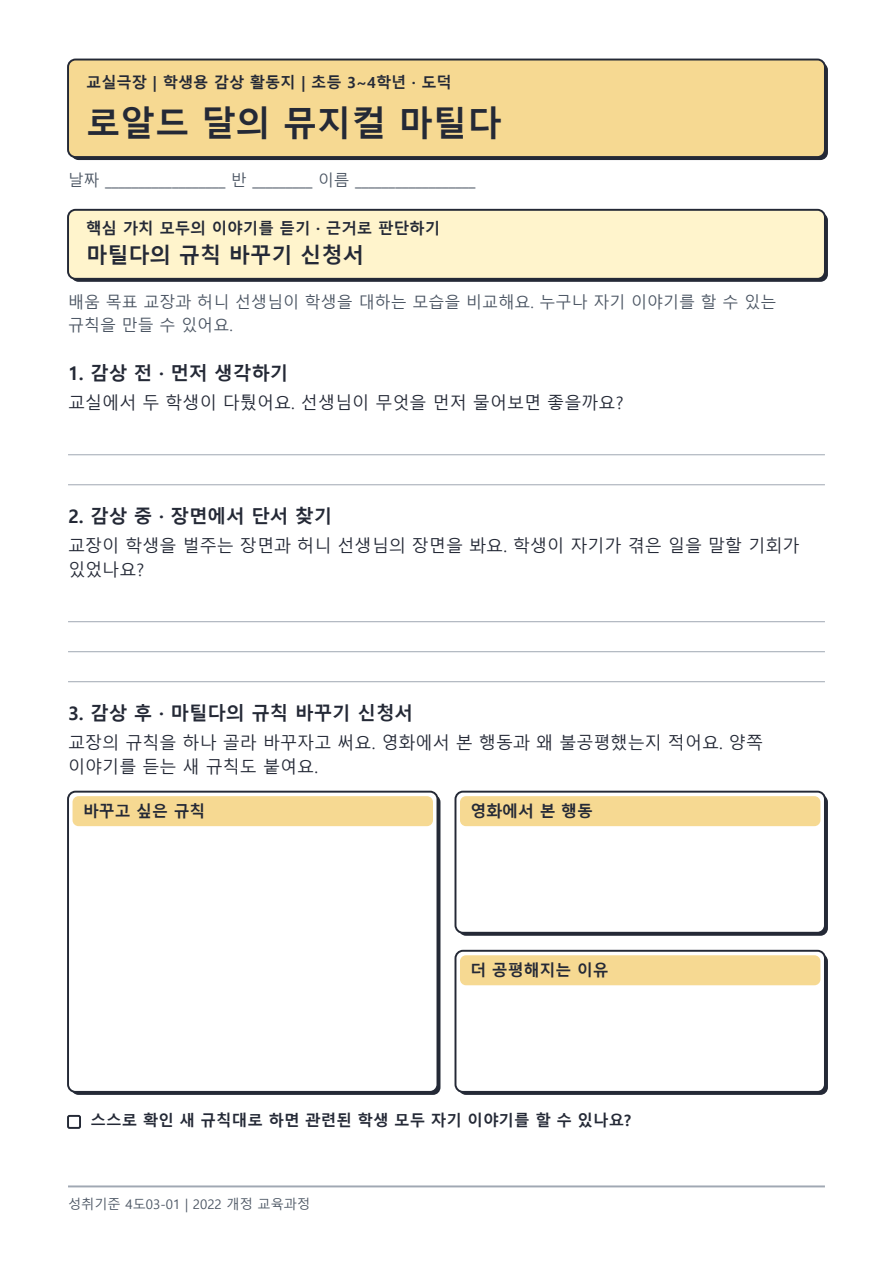 교실극장 | 학생용 감상 활동지 | 초등 3~4학년 · 도덕
로알드 달의 뮤지컬 마틸다
날짜 ______________ 반 _______ 이름 ______________
핵심 가치 모두의 이야기를 듣기 · 근거로 판단하기
마틸다의 규칙 바꾸기 신청서
배움 목표 교장과 허니 선생님이 학생을 대하는 모습을 비교해요. 누구나 자기 이야기를 할 수 있는
규칙을 만들 수 있어요.
1. 감상 전 · 먼저 생각하기
교실에서 두 학생이 다퉜어요. 선생님이 무엇을 먼저 물어보면 좋을까요?
2. 감상 중 · 장면에서 단서 찾기
교장이 학생을 벌주는 장면과 허니 선생님의 장면을 봐요. 학생이 자기가 겪은 일을 말할 기회가
있었나요?
3. 감상 후 · 마틸다의 규칙 바꾸기 신청서
교장의 규칙을 하나 골라 바꾸자고 써요. 영화에서 본 행동과 왜 불공평했는지 적어요. 양쪽
이야기를 듣는 새 규칙도 붙여요.
바꾸고 싶은 규칙
영화에서 본 행동
더 공평해지는 이유
스스로 확인 새 규칙대로 하면 관련된 학생 모두 자기 이야기를 할 수 있나요?
성취기준 4도03-01 | 2022 개정 교육과정